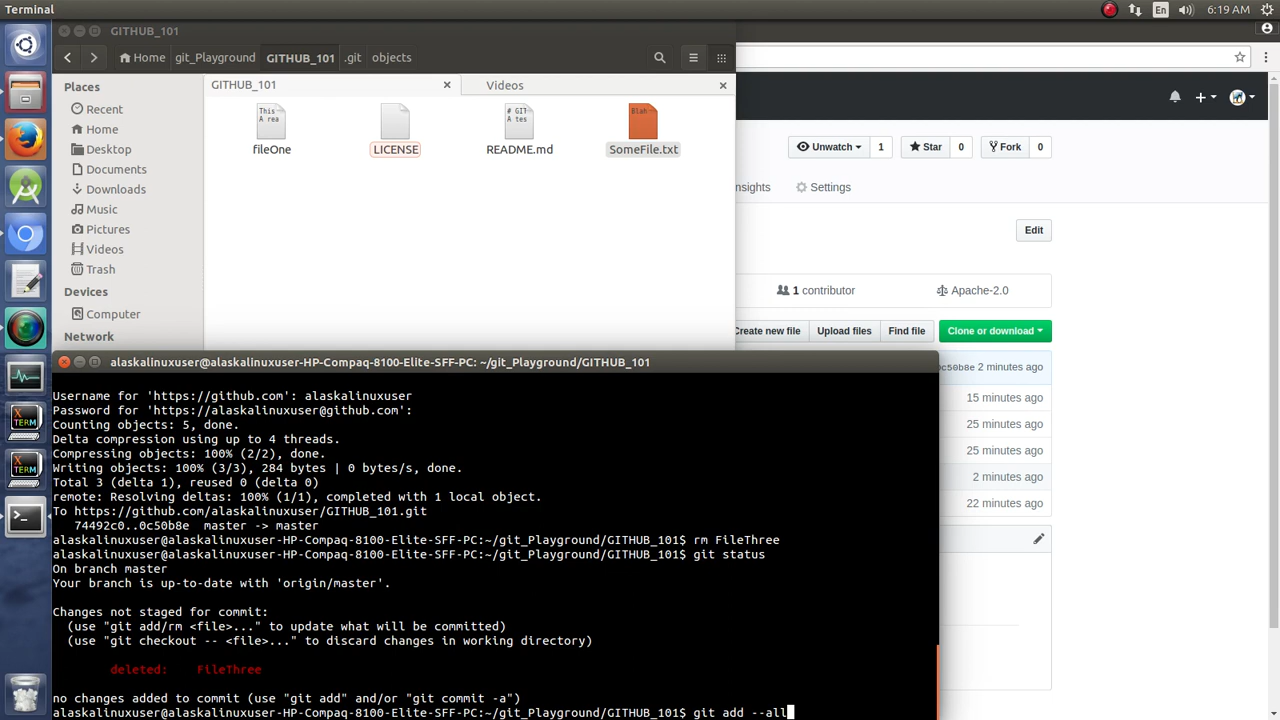 Terminal
En
6:19 AM
GITHUB_101
Home git_Playground GITHUB_101 .git objects
Places
Recent
Home
Desktop
Documents
Downloads
Music
Pictures
Videos
Trash
Devices
Computer
Network
GITHUB_101
Videos
This
A rea
# GIT
A tes
Blah
fileOne
LICENSE
README.md
SomeFile.txt
Unwatch 1
Star 0
Fork 0
nsights
Settings
Edit
1 contributor
Apache-2.0
Create new file
Upload files
Find file
Clone or download
c50b8e 2 minutes ago
15 minutes ago
25 minutes ago
25 minutes ago
2 minutes ago
22 minutes ago
XTERM
XTERM
alaskalinuxuser@alaskalinuxuser-HP-Compaq-8100-Elite-SFF-PC: ~/git_Playground/GITHUB_101
Username for 'https://github.com': alaskalinuxuser
Password for 'https://alaskalinuxuser@github.com':
Counting objects: 5, done.
Delta compression using up to 4 threads.
Compressing objects: 100% (2/2), done.
Writing objects: 100% (3/3), 284 bytes | 0 bytes/s, done.
Total 3 (delta 1), reused 0 (delta 0)
remote: Resolving deltas: 100% (1/1), completed with 1 local object.
To https://github.com/alaskalinuxuser/GITHUB_101.git
74492c0..0c50b8e master -> master
alaskalinuxuser@alaskalinuxuser-HP-Compaq-8100-Elite-SFF-PC:~/git_Playground/GITHUB_101$ rm FileThree
alaskalinuxuser@alaskalinuxuser-HP-Compaq-8100-Elite-SFF-PC:~/git_Playground/GITHUB_101$ git status
On branch master
Your branch is up-to-date with 'origin/master'.
Changes not staged for commit:
(use "git add/rm <file>..." to update what will be committed)
(use "git checkout -- <file>..." to discard changes in working directory)
deleted: FileThree
no changes added to commit (use "git add" and/or "git commit -a")
alaskalinuxuser@alaskalinuxuser-HP-Compaq-8100-Elite-SFF-PC:~/git_Playground/GITHUB_101$ git add --all